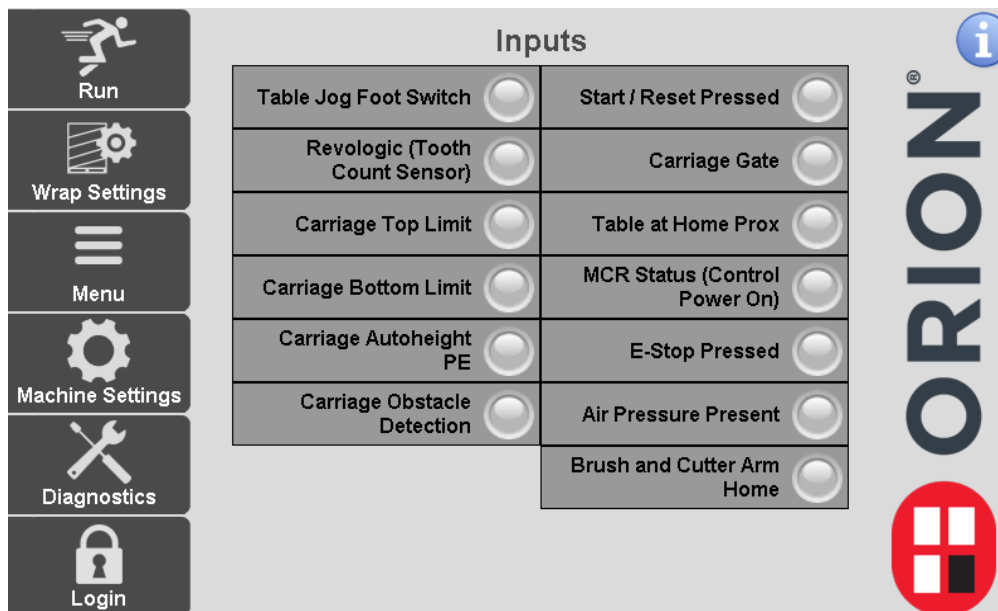 Run
Wrap Settings
Menu
Machine Settings
Diagnostics
Login
Inputs
Table Jog Foot Switch
Revologic (Tooth
Count Sensor)
Carriage Top Limit
Carriage Bottom Limit
Carriage Autoheight
PE
Carriage Obstacle
Detection
Start / Reset Pressed
Carriage Gate
Table at Home Prox
MCR Status (Control
Power On)
E-Stop Pressed
Air Pressure Present
Brush and Cutter Arm
Home
i
ORION®